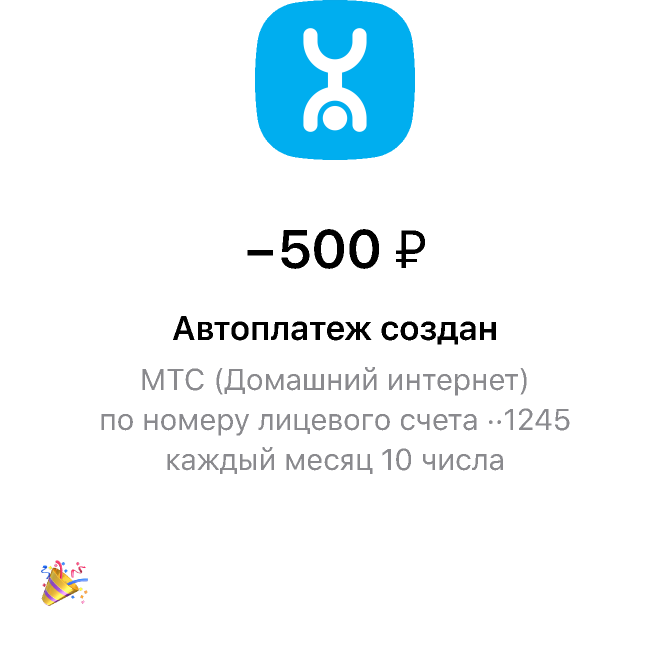 –500 ₽
Автоплатеж создан
МТС (Домашний интернет)
по номеру лицевого счета ··1245
каждый месяц 10 числа